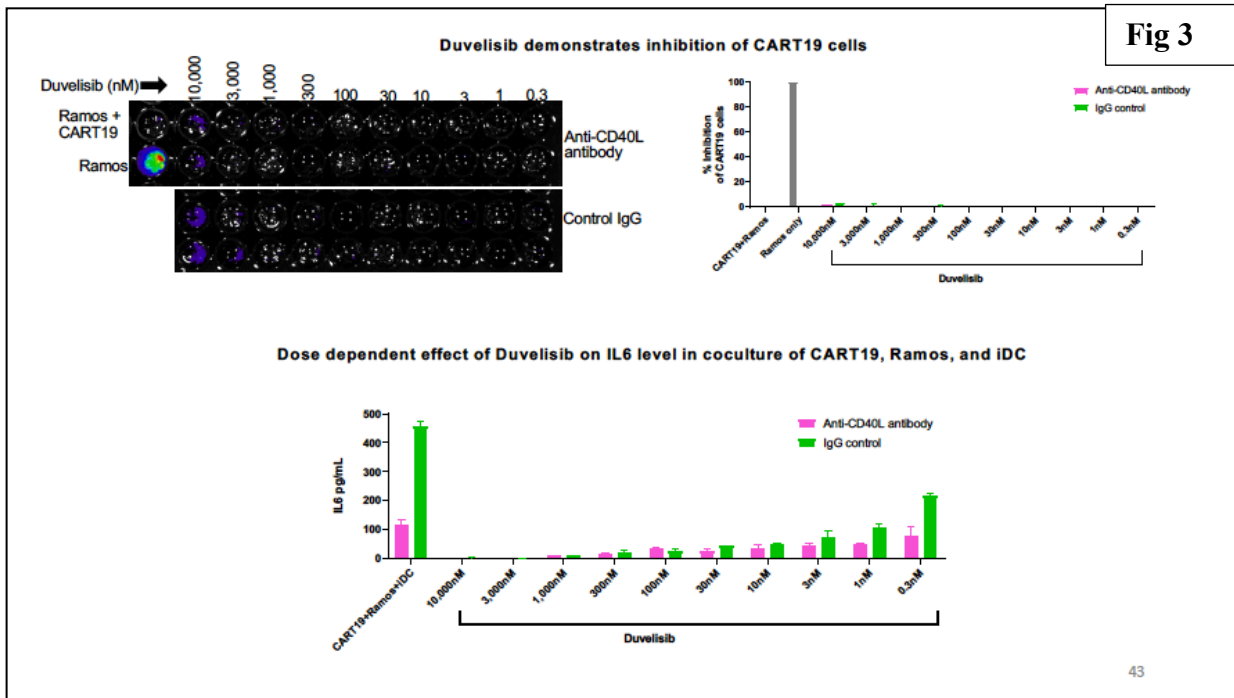 Fig 3
Duvelisib demonstrates inhibition of CART19 cells
Duvelisib (nM)
10,000
3,000
1,000
300
100
30
10
3
1
0.3
Ramos +
CART19
Ramos
Anti-CD40L
antibody
Control IgG
% Inhibition
of CART19 cells
100
80
60
40
20
0
Anti-CD40L antibody
IgG control
CART19+Ramos
Ramos only
10,000nM
3,000nM
1,000nM
300nM
100nM
30nM
10nM
3nM
1nM
0.3nM
Duvelisib
Dose dependent effect of Duvelisib on IL6 level in coculture of CART19, Ramos, and iDC
IL6 pg/mL
500
400
300
200
100
0
Anti-CD40L antibody
IgG control
CART19+Ramos+iDC
10,000nM
3,000nM
1,000nM
300nM
100nM
30nM
10nM
3nM
1nM
0.3nM
Duvelisib
43